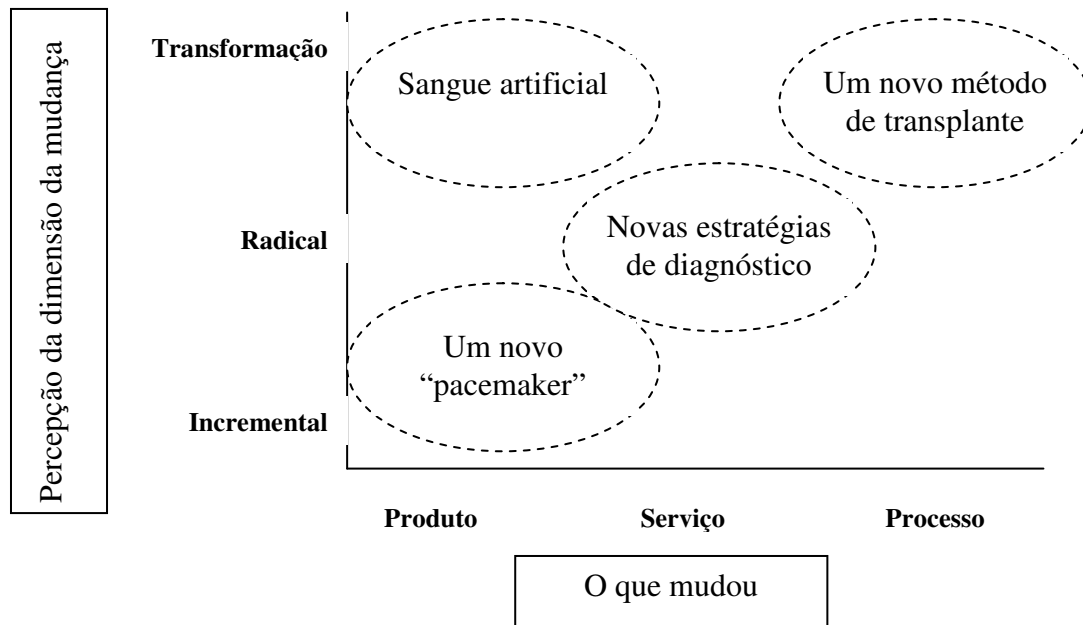 Percepção da dimensão da mudança
Transformação
Sangue artificial
Um novo método
de transplante
Radical
Novas estratégias
de diagnóstico
Um novo
“pacemaker”
Incremental
Produto
Serviço
Processo
O que mudou